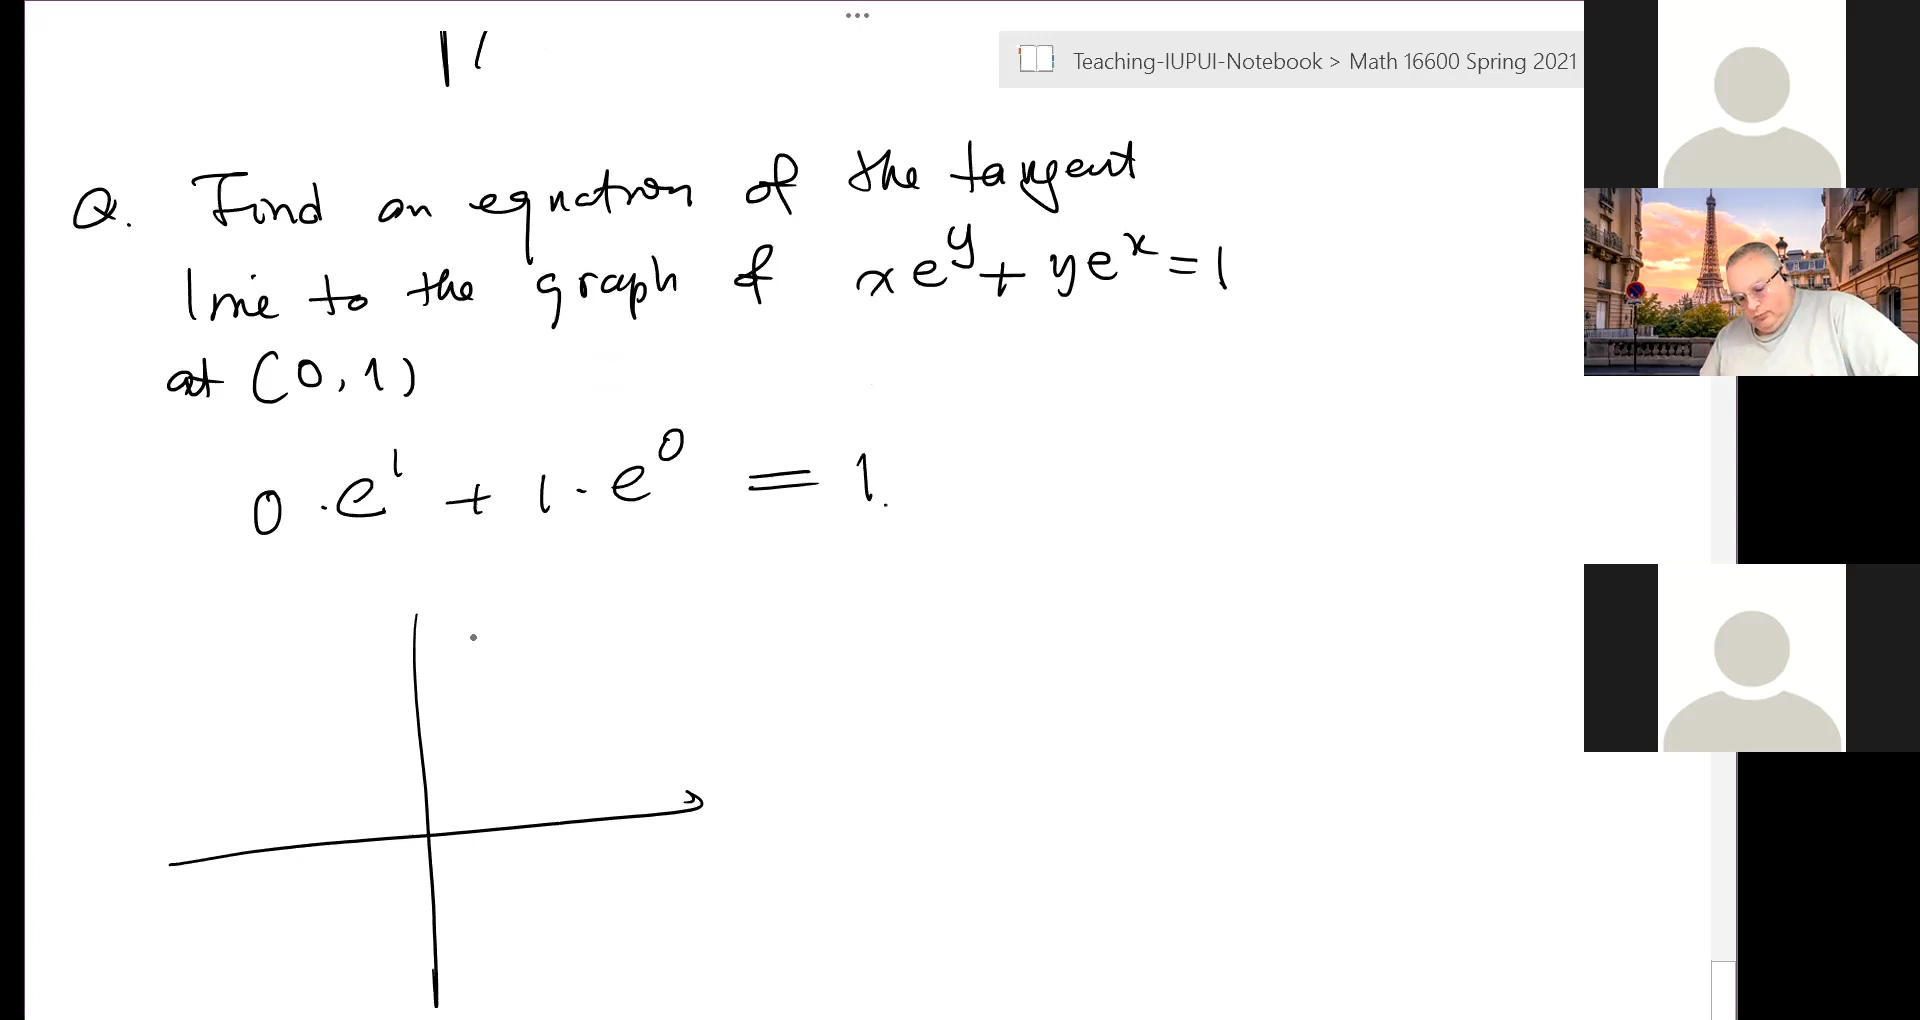 Teaching-IUPUI-Notebook > Math 16600 Spring 2021
Q. Find an equation of the tangent
line to the graph of xe^y + ye^x = 1
at (0,1)
0·e^1 + 1·e^0 = 1.